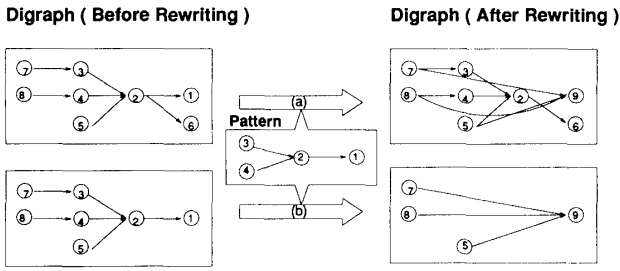 Digraph ( Before Rewriting )
Digraph ( After Rewriting )
7 3
8 4 2 1
5 6
(a)
Pattern
3
4 2 1
(b)
7 3
8 4 2 9
5 6
7 3
8 4 2 1
5
7
8 9
5